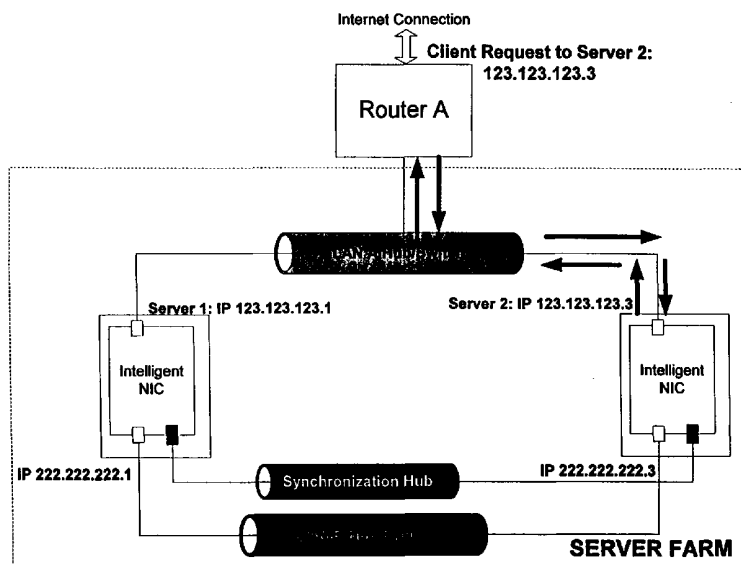 Internet Connection
Client Request to Server 2:
123.123.123.3
Router A
Server 1: IP 123.123.123.1
Server 2: IP 123.123.123.3
Intelligent
NIC
Intelligent
NIC
IP 222.222.222.1
IP 222.222.222.3
Synchronization Hub
SERVER FARM